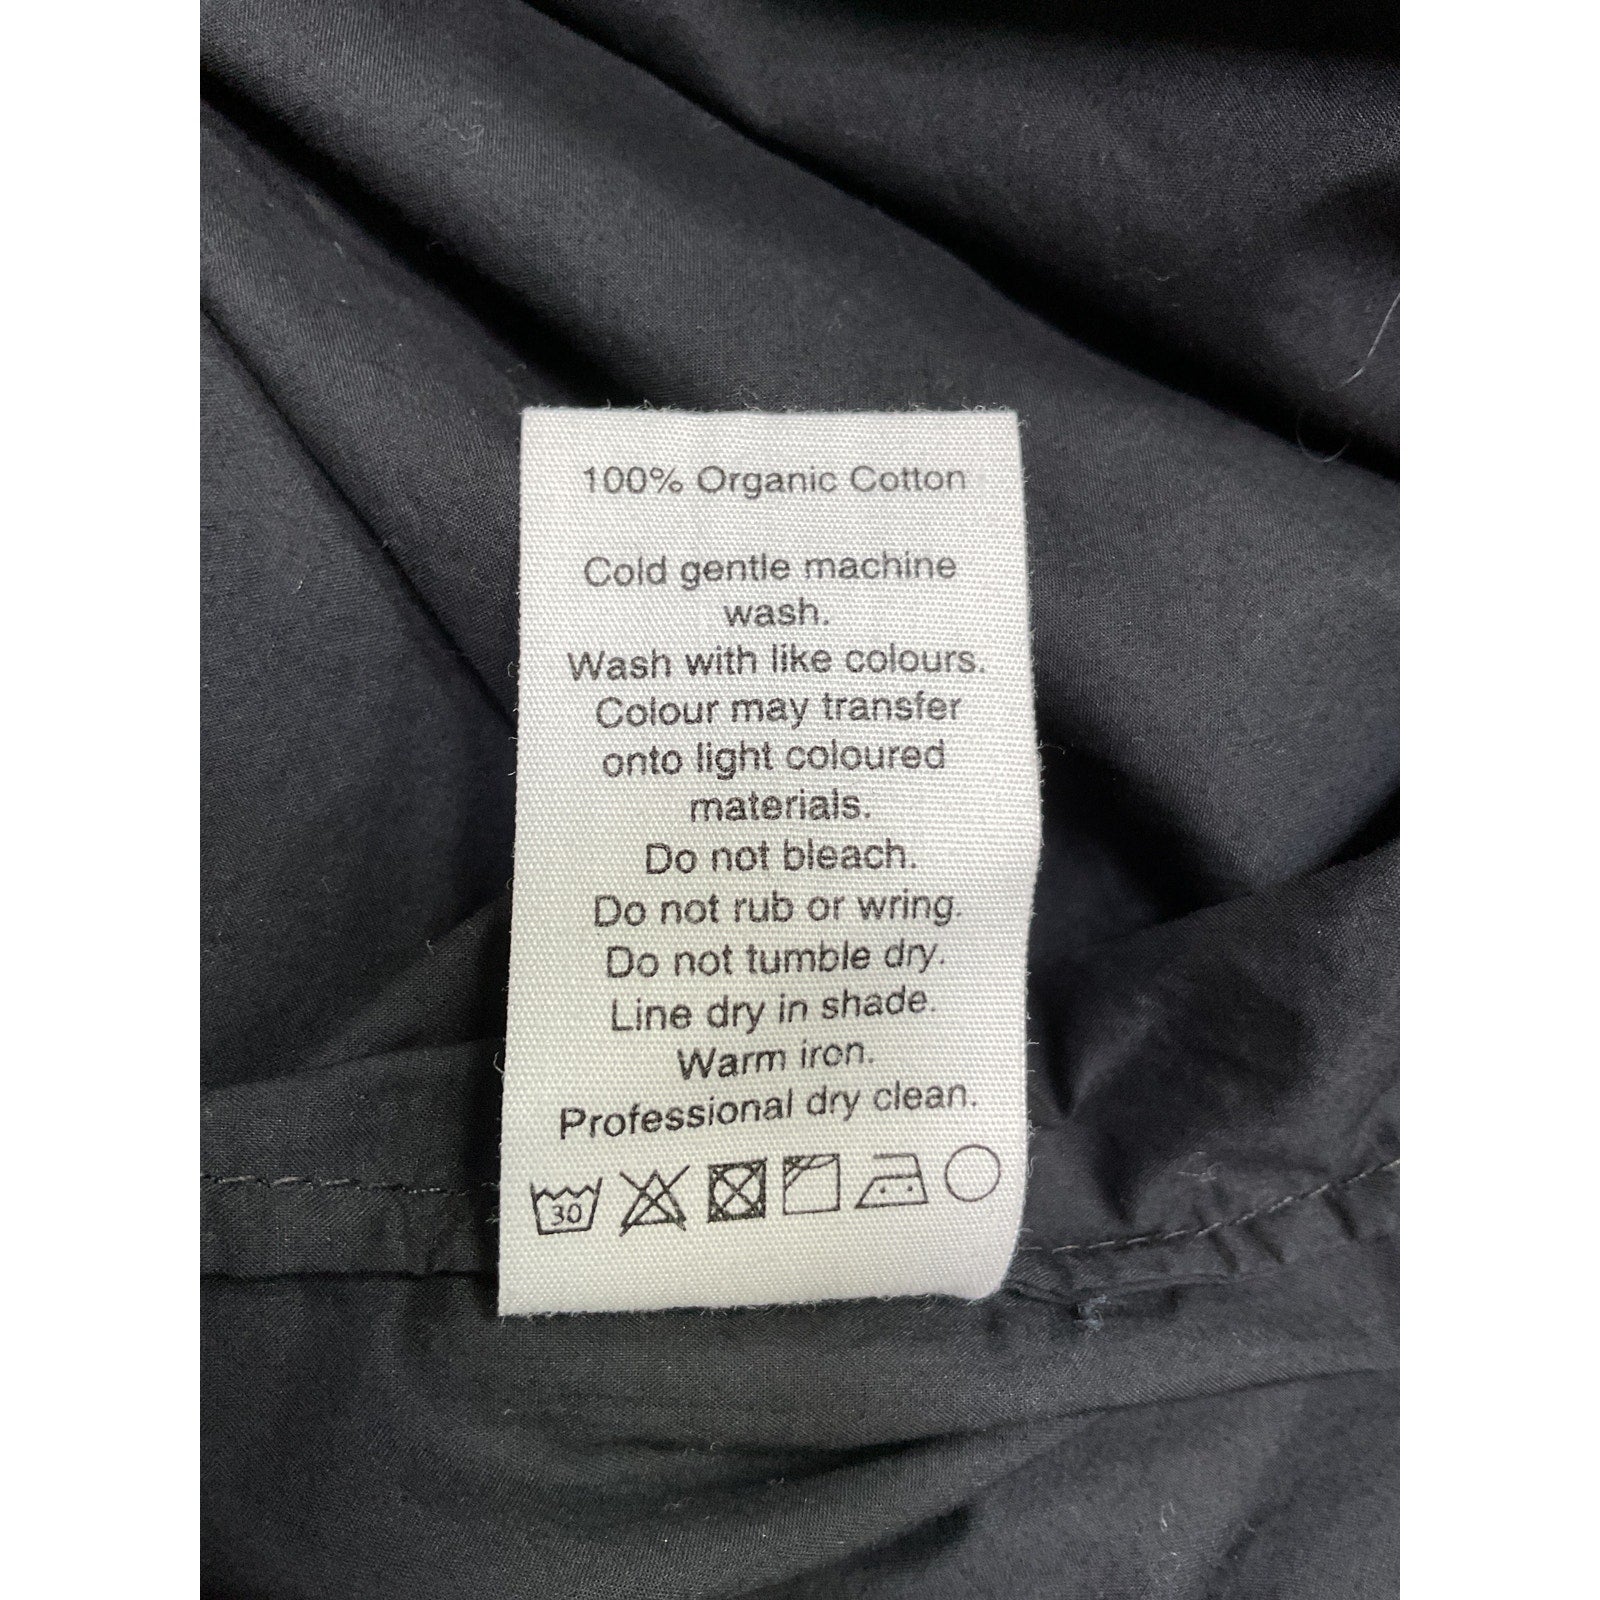 100% Organic Cotton
Cold gentle machine
wash.
Wash with like colours.
Colour may transfer
onto light coloured
materials.
Do not bleach.
Do not rub or wring.
Do not tumble dry.
Line dry in shade.
Warm iron.
Professional dry clean.
30